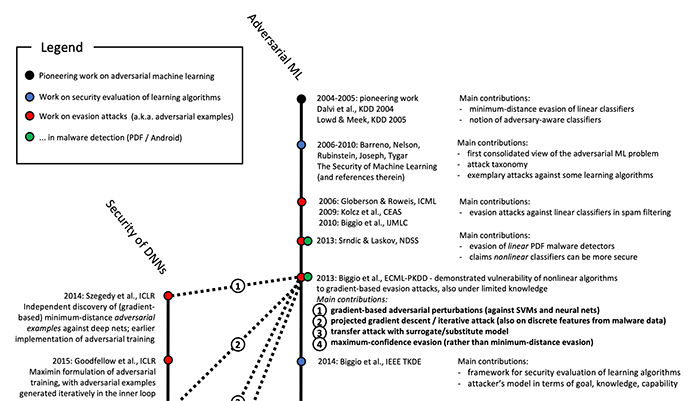 Adversarial ML
Legend
Pioneering work on adversarial machine learning
Work on security evaluation of learning algorithms
Work on evasion attacks (a.k.a. adversarial examples)
... in malware detection (PDF / Android)
2004-2005: pioneering work
Dalvi et al., KDD 2004
Lowd & Meek, KDD 2005
Main contributions:
- minimum-distance evasion of linear classifiers
- notion of adversary-aware classifiers
2006-2010: Barreno, Nelson,
Rubinstein, Joseph, Tygar
The Security of Machine Learning
(and references therein)
Main contributions:
- first consolidated view of the adversarial ML problem
- attack taxonomy
- exemplary attacks against some learning algorithms
2006: Globerson & Roweis, ICML
2009: Kolcz et al., CEAS
2010: Biggio et al., IJMLC
Main contributions:
- evasion attacks against linear classifiers in spam filtering
2013: Srndic & Laskov, NDSS
Main contributions:
- evasion of linear PDF malware detectors
- claims nonlinear classifiers can be more secure
2013: Biggio et al., ECML-PKDD - demonstrated vulnerability of nonlinear algorithms
to gradient-based evasion attacks, also under limited knowledge
Main contributions:
1 gradient-based adversarial perturbations (against SVMs and neural nets)
2 projected gradient descent / iterative attack (also on discrete features from malware data)
3 transfer attack with surrogate/substitute model
4 maximum-confidence evasion (rather than minimum-distance evasion)
2014: Biggio et al., IEEE TKDE
Main contributions:
- framework for security evaluation of learning algorithms
- attacker's model in terms of goal, knowledge, capability
Security of DNNs
1
2014: Szegedy et al., ICLR
Independent discovery of (gradient-
based) minimum-distance adversarial
examples against deep nets; earlier
implementation of adversarial training
2
2015: Goodfellow et al., ICLR
Maximin formulation of adversarial
training, with adversarial examples
generated iteratively in the inner loop